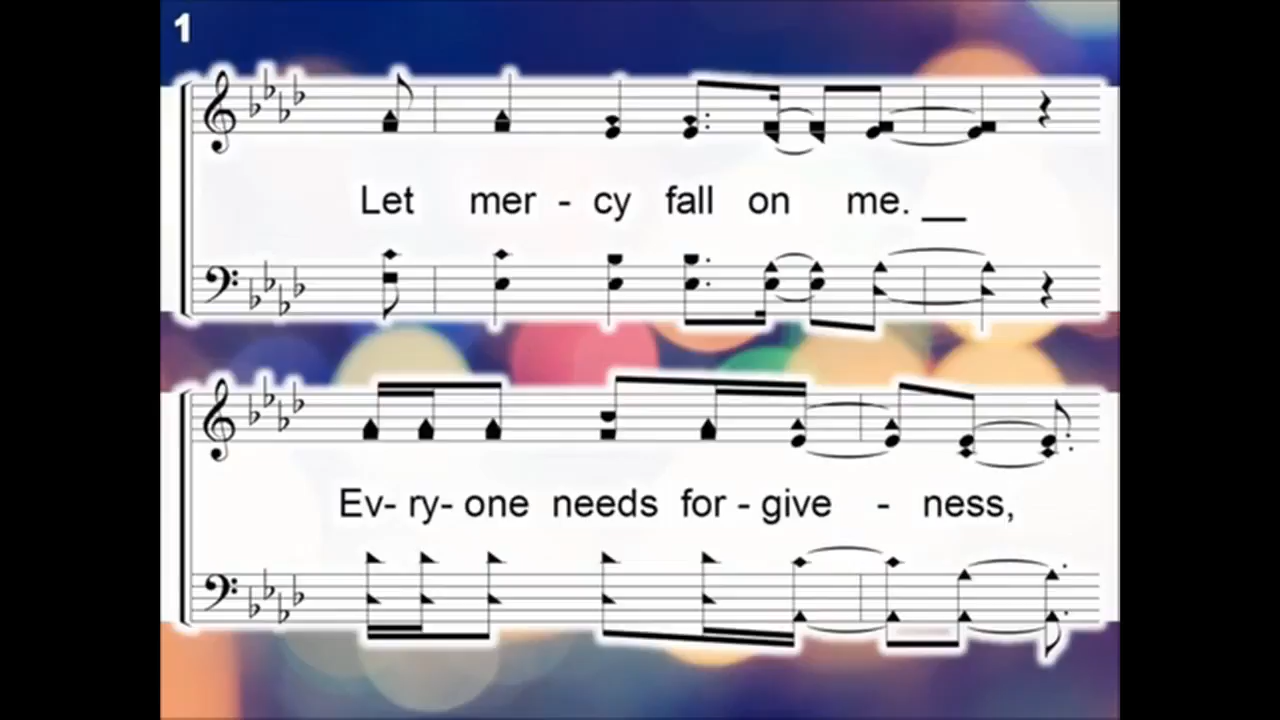 1
Let mer - cy fall on me. __
Ev- ry- one needs for - give - ness,